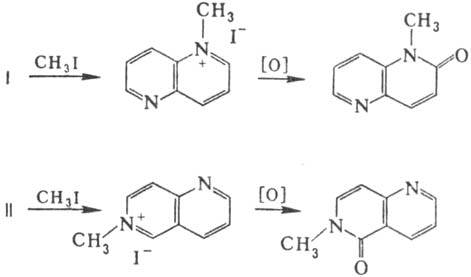 CH₃
I CH₃I N + I⁻ [O] N O
N N
CH₃
II CH₃I N [O] N
CH₃ N + I⁻ CH₃ N
O